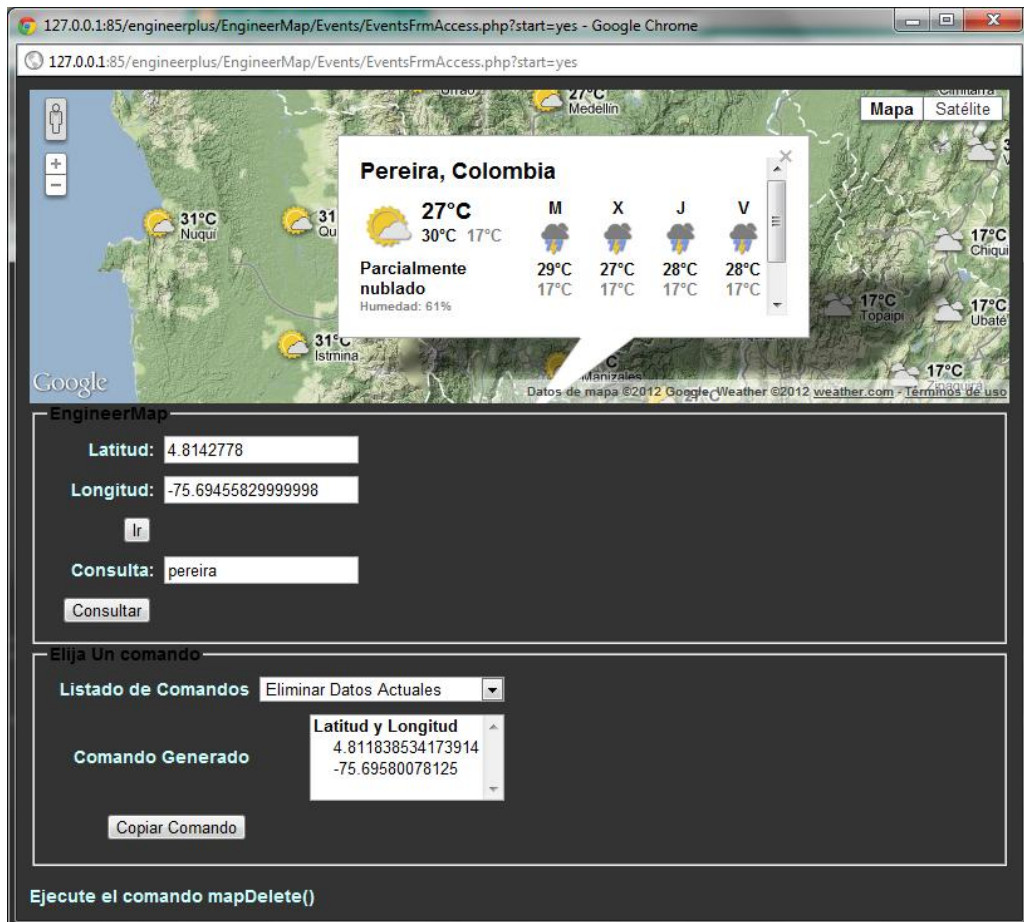 127.0.0.1:85/engineerplus/EngineerMap/Events/EventsFrmAccess.php?start=yes - Google Chrome
127.0.0.1:85/engineerplus/EngineerMap/Events/EventsFrmAccess.php?start=yes
27°C
Medellín
Mapa
Satélite
+
−
Pereira, Colombia
27°C
30°C 17°C
Parcialmente
nublado
Humedad: 61%
M X J V
29°C 27°C 28°C 28°C
17°C 17°C 17°C 17°C
31°C
Nuquí
31
Qu
17°C
Chiqui
17°C
Topaipí
17°C
Ubaté
31°C
Istmina
C
Manizales
17°C
Zipaquirá
Google
Datos de mapa ©2012 Google, Weather ©2012 weather.com - Términos de uso
EngineerMap
Latitud: 4.8142778
Longitud: -75.69455829999998
Ir
Consulta: pereira
Consultar
Elija Un comando
Listado de Comandos Eliminar Datos Actuales
Comando Generado
Latitud y Longitud
4.811838534173914
-75.69580078125
Copiar Comando
Ejecute el comando mapDelete()